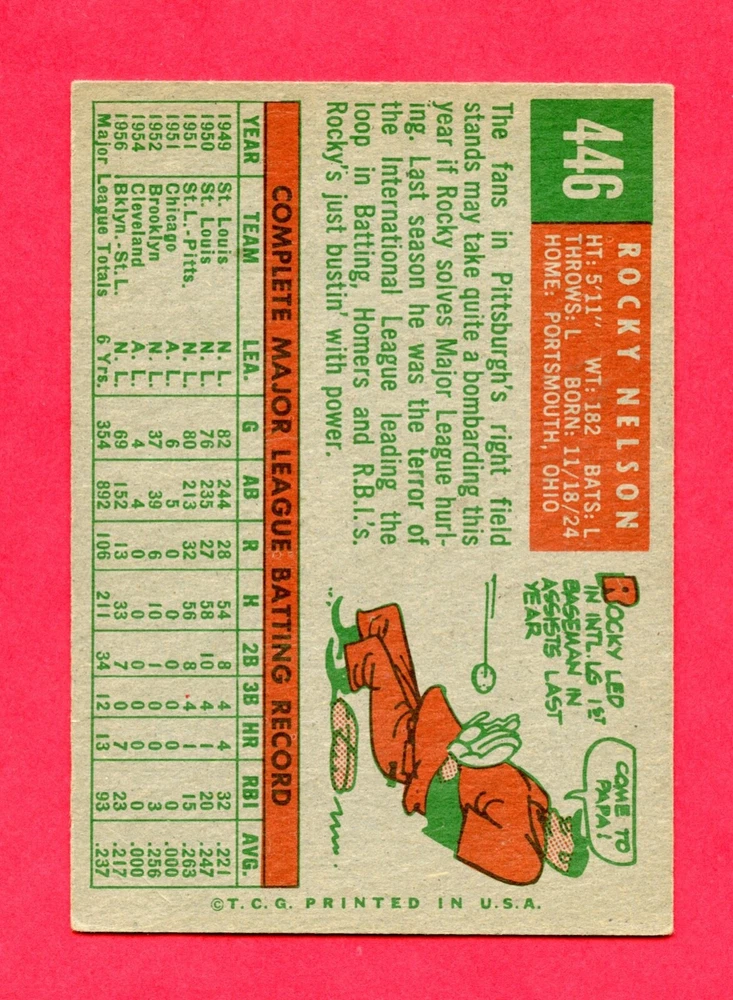 446
ROCKY NELSON
HT: 5'11" WT: 182 BATS: L
THROWS: L BORN: 11/18/24
HOME: PORTSMOUTH, OHIO
The fans in Pittsburgh's right field
stands may take quite a bombarding this
year if Rocky solves Major League hurl-
ing. Last season he was the terror of
the International League leading the
loop in Batting, Homers and R.B.I.'s.
Rocky's just bustin' with power.
ROCKY LED
IN INTL. LG 1ST
BASEMAN IN
ASSISTS LAST
YEAR
COME TO
PAPA!
COMPLETE MAJOR LEAGUE BATTING RECORD
YEAR TEAM LEA. G AB R H 2B 3B HR RBI AVG.
1949 St. Louis N. L. 82 244 28 54 8 4 4 32 .221
1950 St. Louis N. L. 76 235 27 58 10 4 1 20 .247
1951 St. L.-Pitts. N. L. 80 213 32 56 8 4 1 15 .263
1951 Chicago A. L. 6 5 0 0 0 0 0 0 .000
1952 Brooklyn N. L. 37 39 6 10 1 0 0 3 .256
1954 Cleveland A. L. 4 4 0 0 0 0 0 0 .000
1956 Bklyn.-St.L. N. L. 69 152 13 33 7 0 7 23 .217
Major League Totals 6 Yrs. 354 892 106 211 34 12 13 93 .237
©T.C.G. PRINTED IN U.S.A.